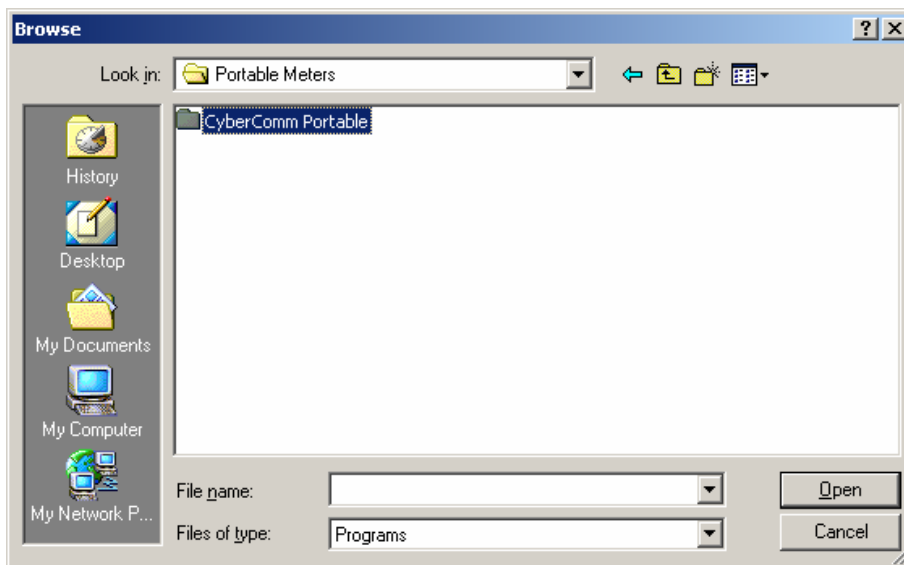 Browse
Look in: Portable Meters
CyberComm Portable
History
Desktop
My Documents
My Computer
My Network P...
File name:
Open
Files of type: Programs
Cancel